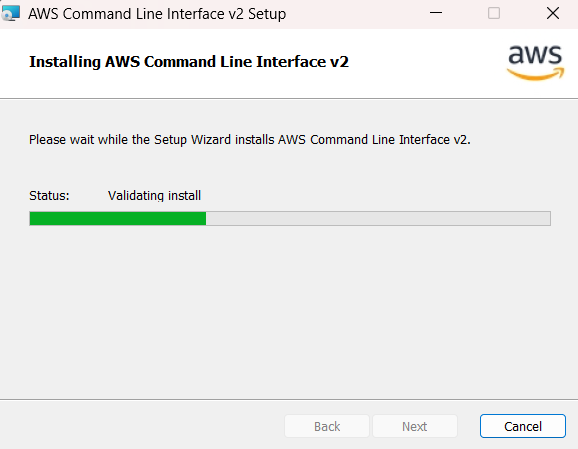 AWS Command Line Interface v2 Setup
Installing AWS Command Line Interface v2
aws
Please wait while the Setup Wizard installs AWS Command Line Interface v2.
Status: Validating install
Back Next Cancel